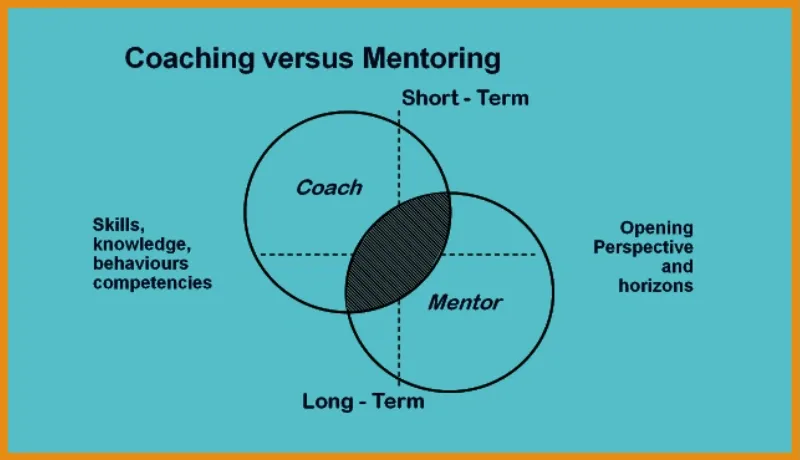 Coaching versus Mentoring
Short - Term
Coach
Skills,
knowledge,
behaviours
competencies
Opening
Perspective
and
horizons
Mentor
Long - Term